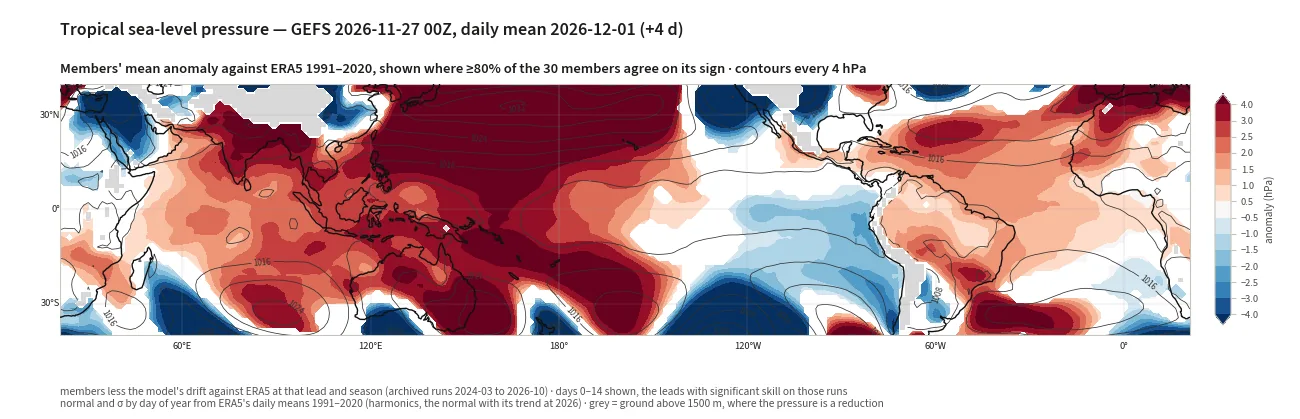 Tropical sea-level pressure — GEFS 2026-11-27 00Z, daily mean 2026-12-01 (+4 d)
Members' mean anomaly against ERA5 1991–2020, shown where ≥80% of the 30 members agree on its sign · contours every 4 hPa
30°N
0°
30°S
60°E
120°E
180°
120°W
60°W
0°
1016
1016
1016
1016
1016
1016
1016
1008
4.0
3.0
2.5
2.0
1.5
1.0
0.5
−0.5
−1.0
−1.5
−2.0
−2.5
−3.0
−4.0
anomaly (hPa)
members less the model's drift against ERA5 at that lead and season (archived runs 2024-03 to 2026-10) · days 0–14 shown, the leads with significant skill on those runs
normal and σ by day of year from ERA5's daily means 1991–2020 (harmonics, the normal with its trend at 2026) · grey = ground above 1500 m, where the pressure is a reduction